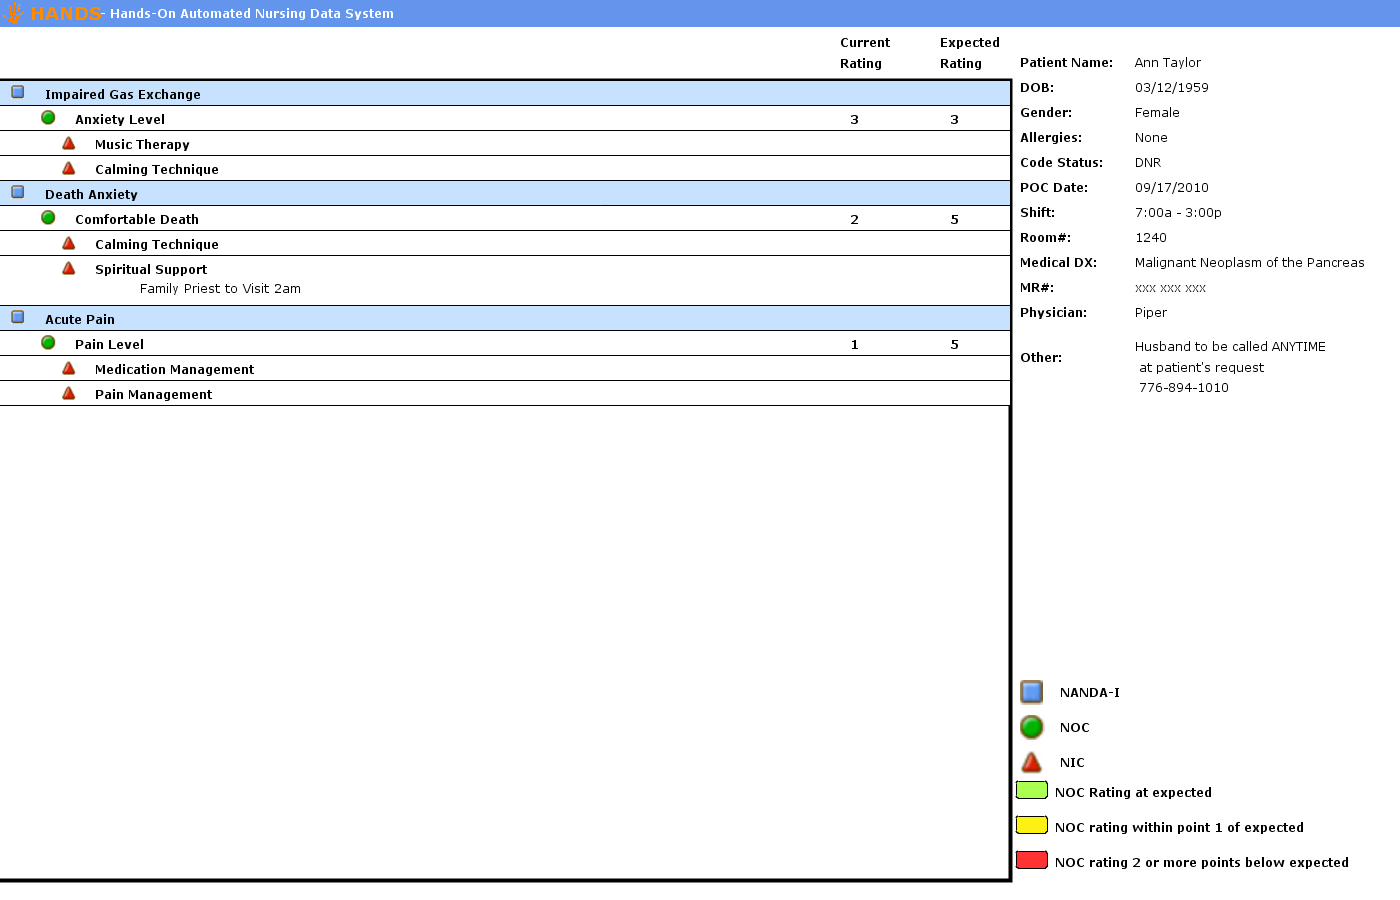 HANDS - Hands-On Automated Nursing Data System
Current Rating
Expected Rating
Impaired Gas Exchange
Anxiety Level 3 3
Music Therapy
Calming Technique
Death Anxiety
Comfortable Death 2 5
Calming Technique
Spiritual Support
Family Priest to Visit 2am
Acute Pain
Pain Level 1 5
Medication Management
Pain Management
Patient Name: Ann Taylor
DOB: 03/12/1959
Gender: Female
Allergies: None
Code Status: DNR
POC Date: 09/17/2010
Shift: 7:00a - 3:00p
Room#: 1240
Medical DX: Malignant Neoplasm of the Pancreas
MR#: xxx xxx xxx
Physician: Piper
Other: Husband to be called ANYTIME
at patient's request
776-894-1010
NANDA-I
NOC
NIC
NOC Rating at expected
NOC rating within point 1 of expected
NOC rating 2 or more points below expected